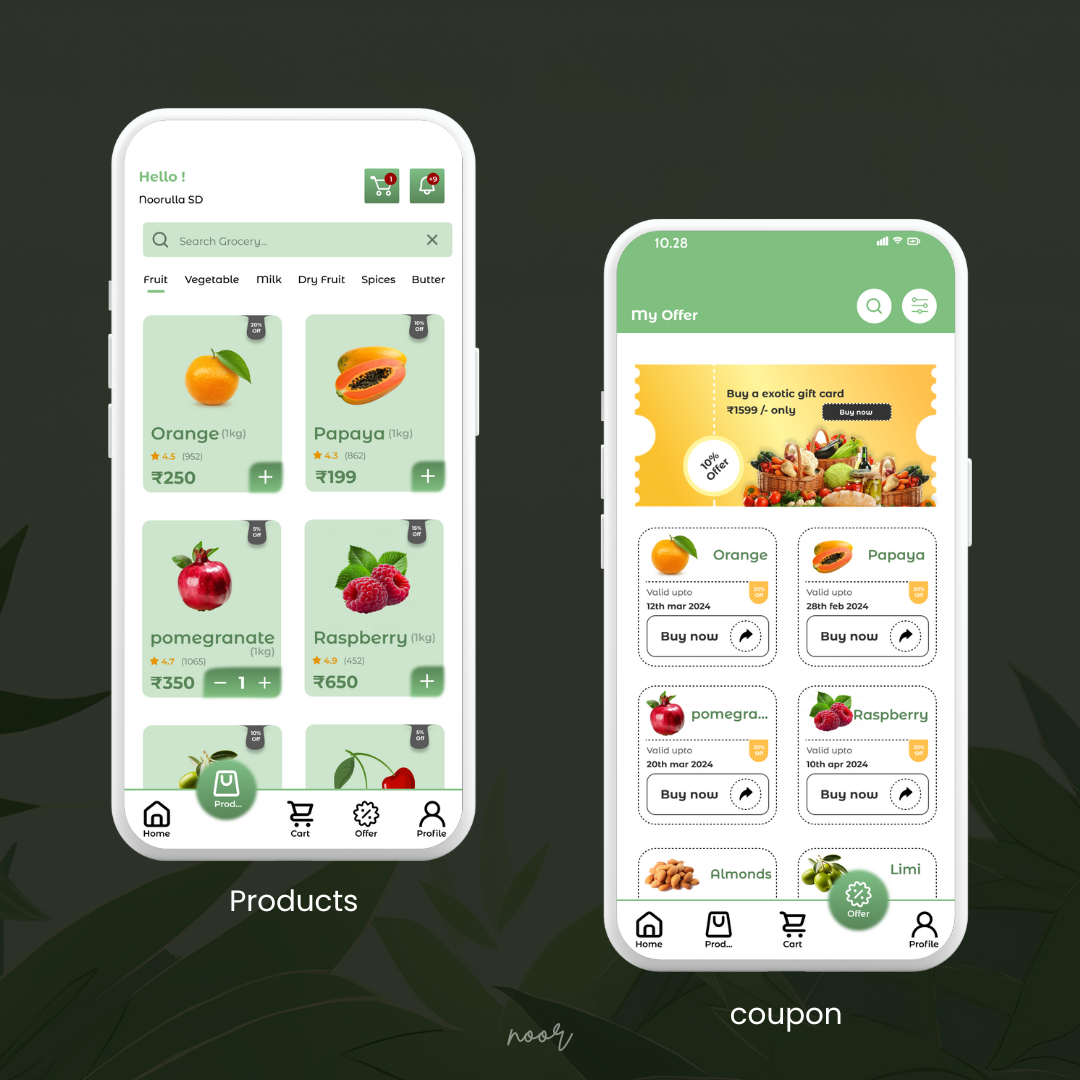 Hello !
Noorulla SD
1
+9
Search Grocery...
Fruit Vegetable Milk Dry Fruit Spices Butter
20%
Off
Orange (1kg)
4.5 (952)
₹250
10%
Off
Papaya (1kg)
4.3 (862)
₹199
5%
Off
pomegranate
(1kg)
4.7 (1065)
₹350
1
15%
Off
Raspberry (1kg)
4.9 (452)
₹650
10%
Off
5%
Off
Home
Prod...
Cart
Offer
Profile
Products
10.28
My Offer
Buy a exotic gift card
₹1599 /- only
Buy now
10%
Offer
Orange
Valid upto
12th mar 2024
20%
Off
Buy now
Papaya
Valid upto
28th feb 2024
20%
Off
Buy now
pomegra...
Valid upto
20th mar 2024
20%
Off
Buy now
Raspberry
Valid upto
10th apr 2024
20%
Off
Buy now
Almonds
Limi
Home
Prod...
Cart
Offer
Profile
coupon
noor